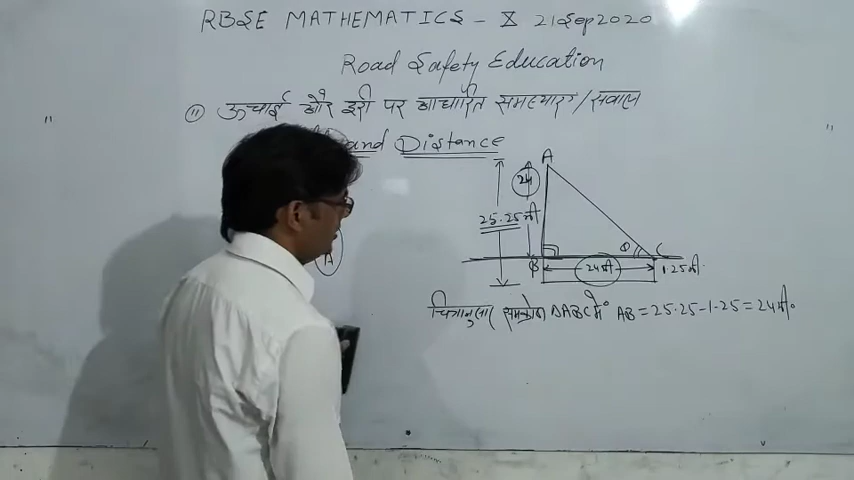 RBSE MATHEMATICS - X 21 Sep 2020
Road Safety Education
(11) ऊचाई और दूरी पर आधारित समस्याएं/सवाल
and Distance
A
24
25.25मी
θ C
B 24मी 1.25मी
A
चित्रानुसार समकोण ΔABC में AB = 25.25-1.25 = 24मी.